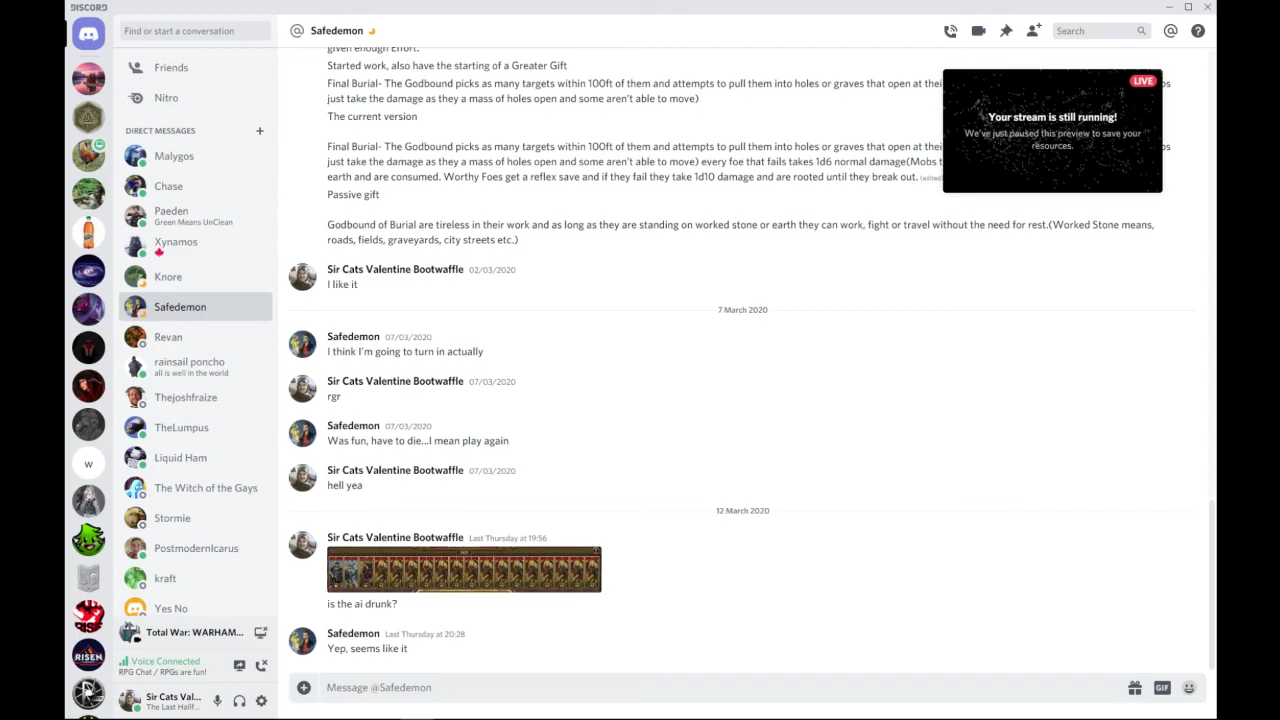 DISCORD
Find or start a conversation
Safedemon
Search
Friends
Nitro
DIRECT MESSAGES
Malygos
Chase
Paeden
Green Means UnClean
Xynamos
Knore
Safedemon
Revan
rainsail poncho
all is well in the world
Thejoshfraize
TheLumpus
Liquid Ham
The Witch of the Gays
Stormie
PostmodernIcarus
kraft
Yes No
Total War: WARHAM...
Voice Connected
RPG Chat / RPGs are fun!
Sir Cats Val...
The Last Halif...
W
RISE
RISEN
given enough Effort.
Started work, also have the starting of a Greater Gift
Final Burial- The Godbound picks as many targets within 100ft of them and attempts to pull them into holes or graves that open at their
just take the damage as they a mass of holes open and some aren't able to move)
The current version
Final Burial- The Godbound picks as many targets within 100ft of them and attempts to pull them into holes or graves that open at their
just take the damage as they a mass of holes open and some aren't able to move) every foe that fails takes 1d6 normal damage(Mobs t
earth and are consumed. Worthy Foes get a reflex save and if they fail they take 1d10 damage and are rooted until they break out. (edited)
Passive gift
Godbound of Burial are tireless in their work and as long as they are standing on worked stone or earth they can work, fight or travel without the need for rest.(Worked Stone means,
roads, fields, graveyards, city streets etc.)
LIVE
Your stream is still running!
We've just paused this preview to save your
resources.
Sir Cats Valentine Bootwaffle 02/03/2020
I like it
7 March 2020
Safedemon 07/03/2020
I think I'm going to turn in actually
Sir Cats Valentine Bootwaffle 07/03/2020
rgr
Safedemon 07/03/2020
Was fun, have to die...I mean play again
Sir Cats Valentine Bootwaffle 07/03/2020
hell yea
12 March 2020
Sir Cats Valentine Bootwaffle Last Thursday at 19:56
is the ai drunk?
Safedemon Last Thursday at 20:28
Yep, seems like it
Message @Safedemon
GIF